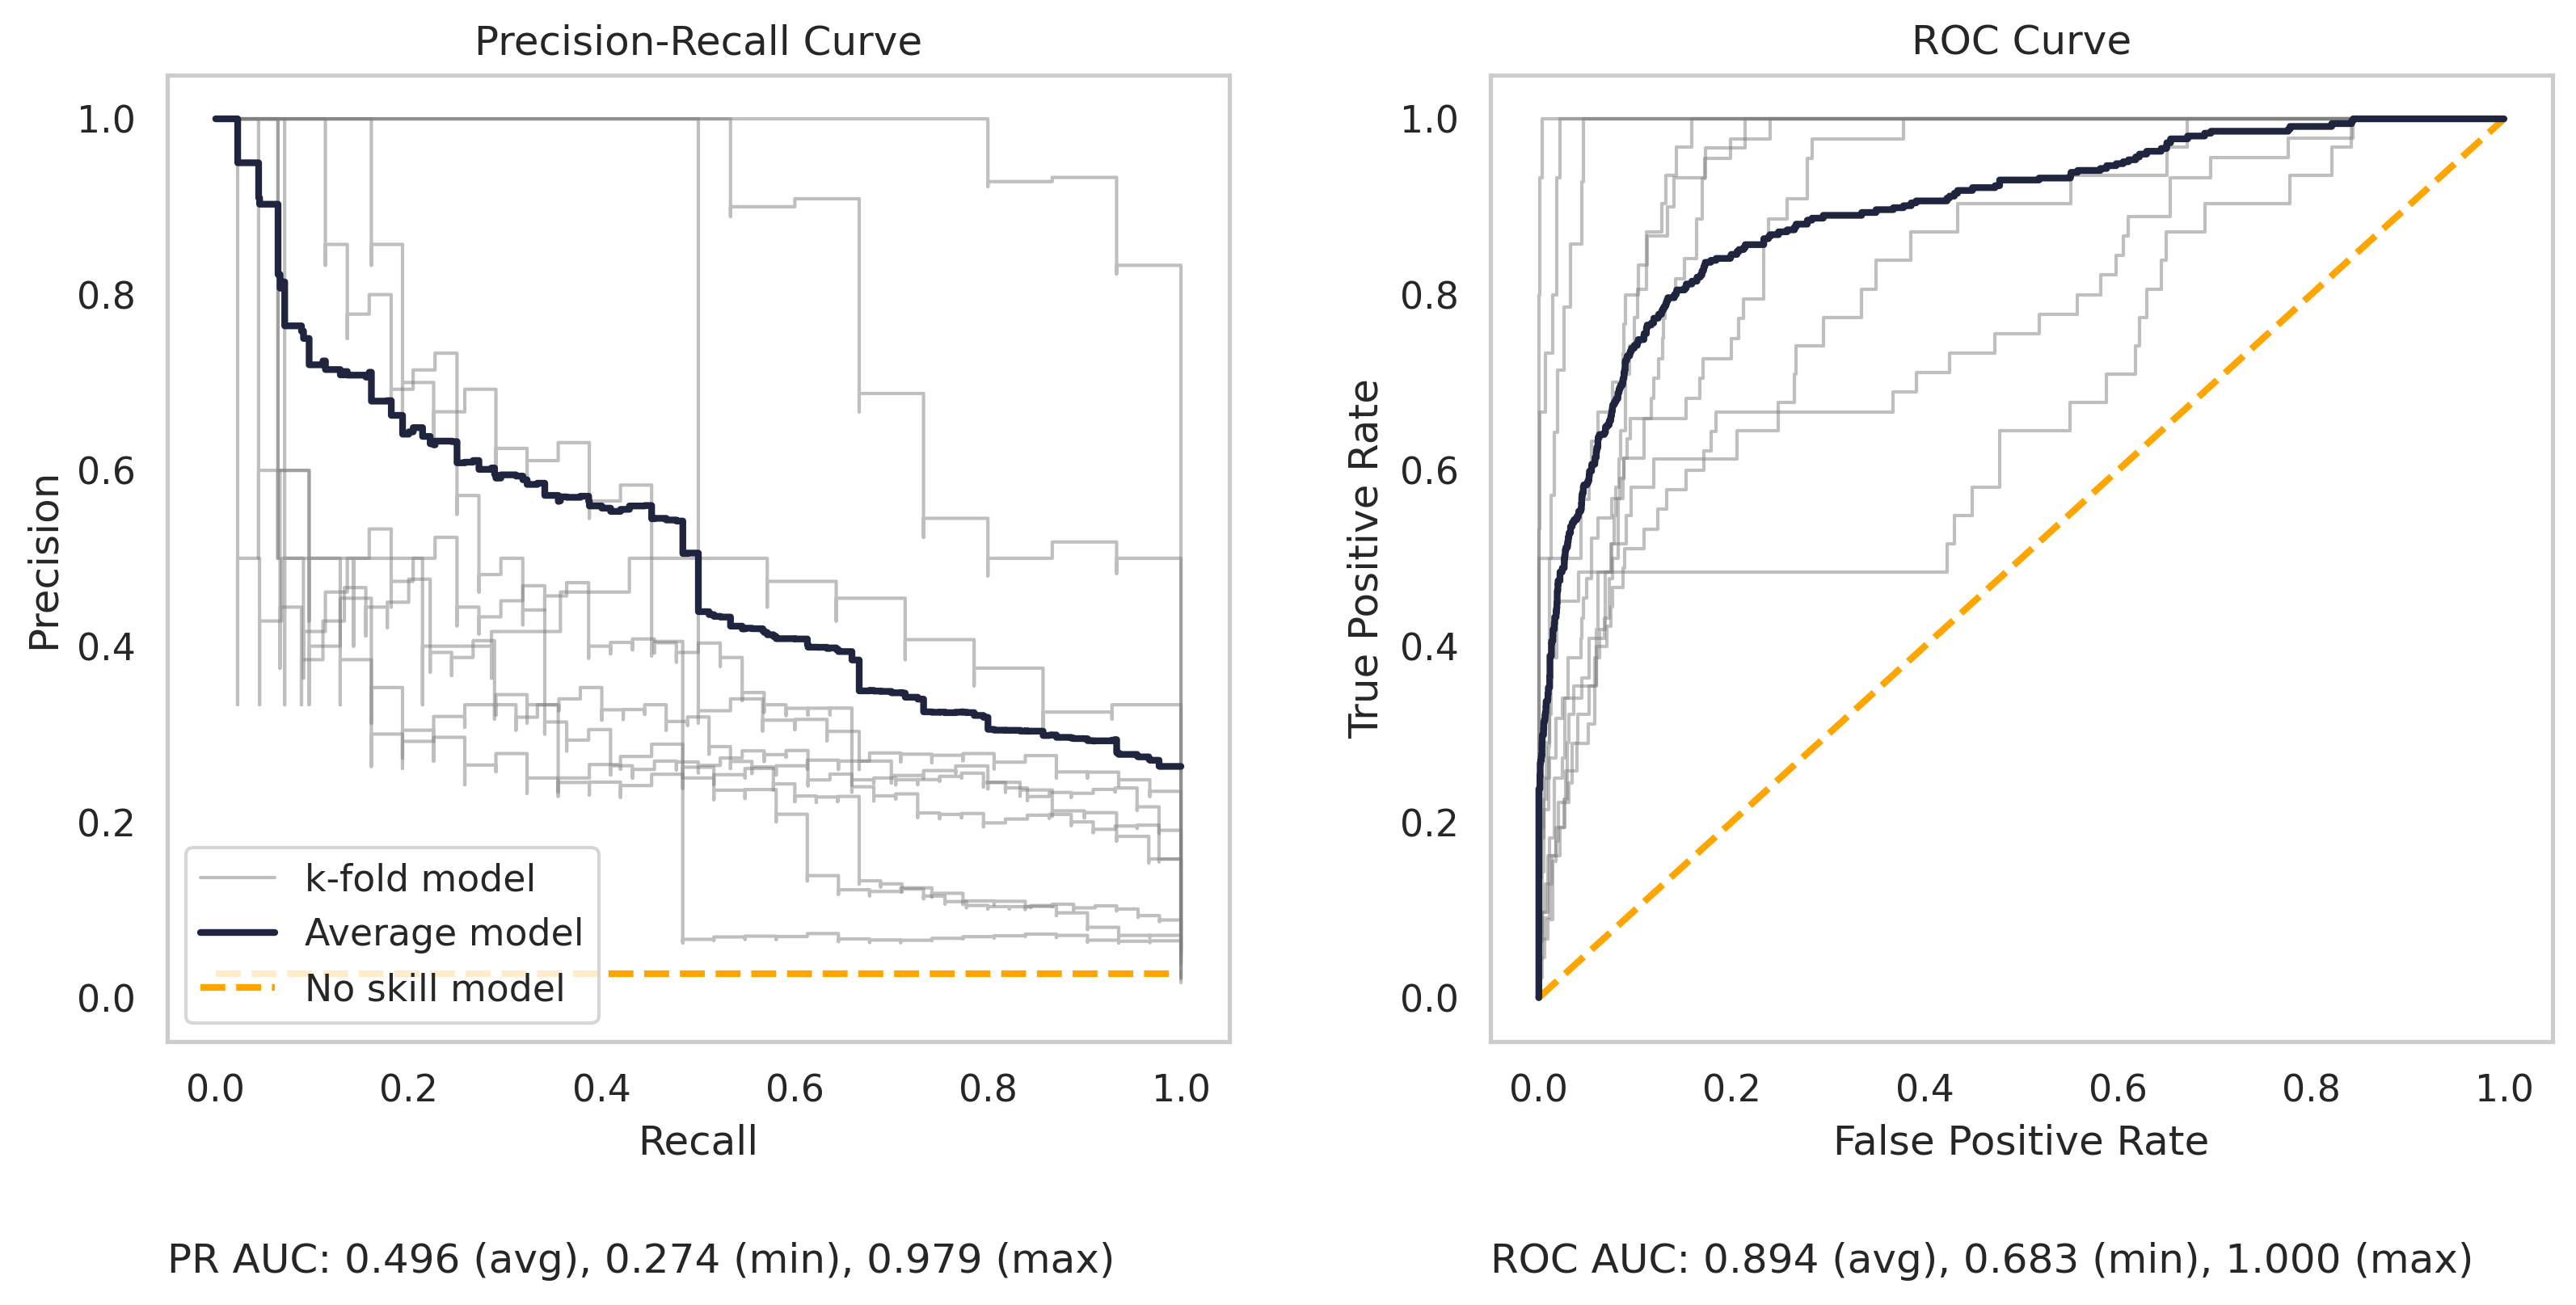 Precision-Recall Curve
1.0
0.8
0.6
0.4
0.2
0.0
Precision
k-fold model
Average model
No skill model
0.0 0.2 0.4 0.6 0.8 1.0
Recall
PR AUC: 0.496 (avg), 0.274 (min), 0.979 (max)
ROC Curve
1.0
0.8
0.6
0.4
0.2
0.0
True Positive Rate
0.0 0.2 0.4 0.6 0.8 1.0
False Positive Rate
ROC AUC: 0.894 (avg), 0.683 (min), 1.000 (max)